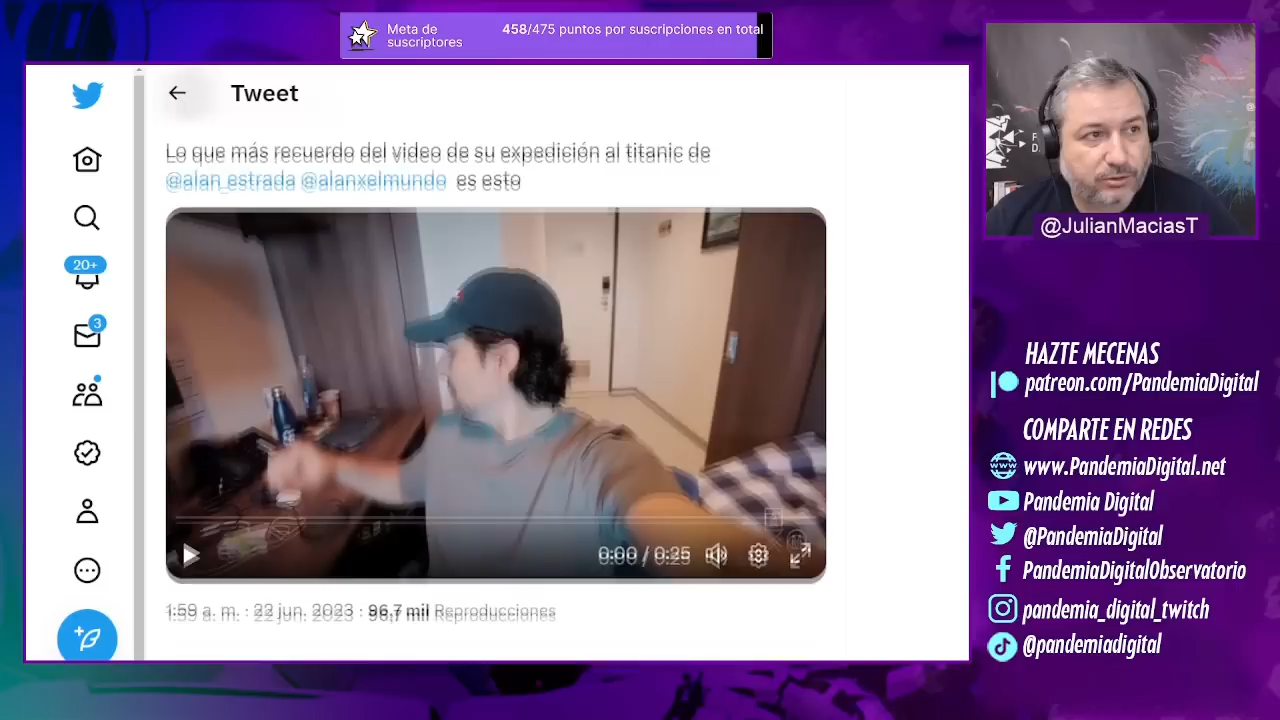 Meta de
suscriptores
458/475 puntos por suscripciones en total
Tweet
Lo que más recuerdo del video de su expedición al titanic de
@alan_estrada @alanxelmundo es esto
20+
3
0:00 / 0:25
1:59 a. m. · 22 jun. 2023 · 96,7 mil Reproducciones
@JulianMaciasT
HAZTE MECENAS
patreon.com/PandemiaDigital
COMPARTE EN REDES
www.PandemiaDigital.net
Pandemia Digital
@PandemiaDigital
PandemiaDigitalObservatorio
pandemia_digital_twitch
@pandemiadigital